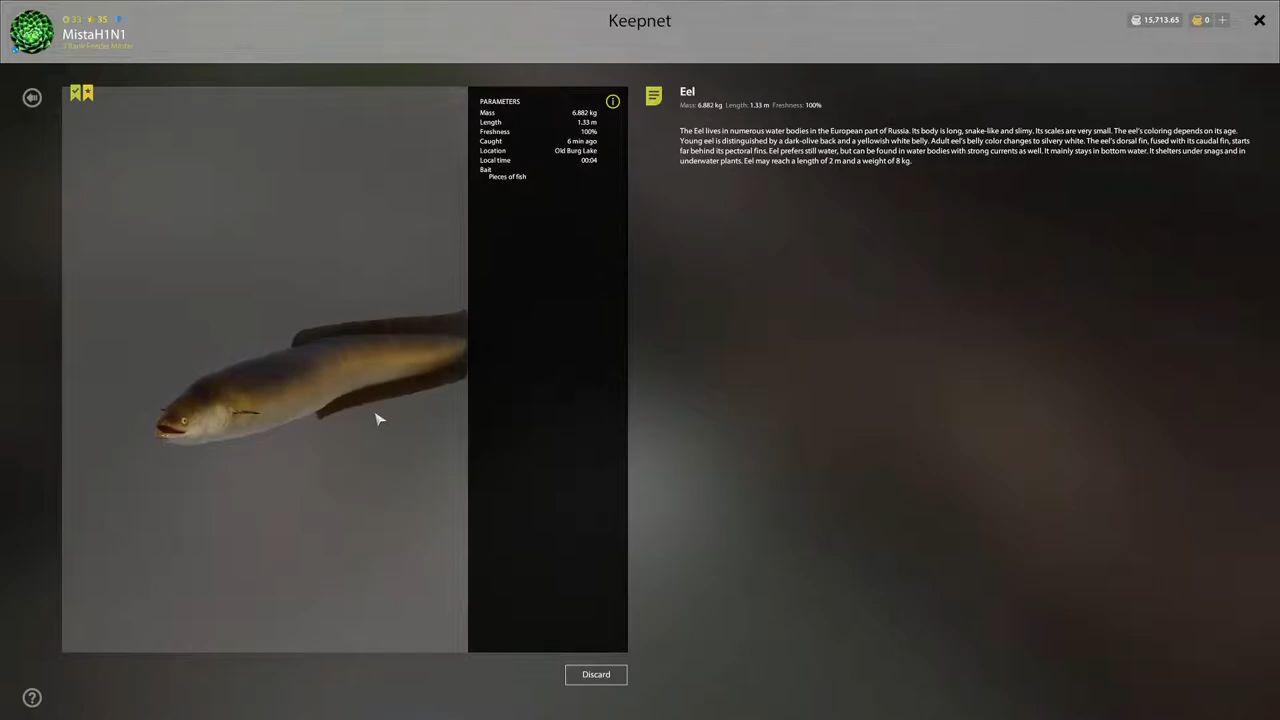 Keepnet
33 35
MistaH1N1
15,713.65
0
PARAMETERS
Mass 6.882 kg
Length 1.33 m
Freshness 100%
Caught 6 min ago
Location Old Burg Lake
Local time 00:04
Bait
Pieces of fish
Eel
Mass: 6.882 kg Length: 1.33 m Freshness: 100%
The Eel lives in numerous water bodies in the European part of Russia. Its body is long, snake-like and slimy. Its scales are very small. The eel's coloring depends on its age.
Young eel is distinguished by a dark-olive back and a yellowish white belly. Adult eel's belly color changes to silvery white. The eel's dorsal fin, fused with its caudal fin, starts
far behind its pectoral fins. Eel prefers still water, but can be found in water bodies with strong currents as well. It mainly stays in bottom water. It shelters under snags and in
underwater plants. Eel may reach a length of 2 m and a weight of 8 kg.
Discard